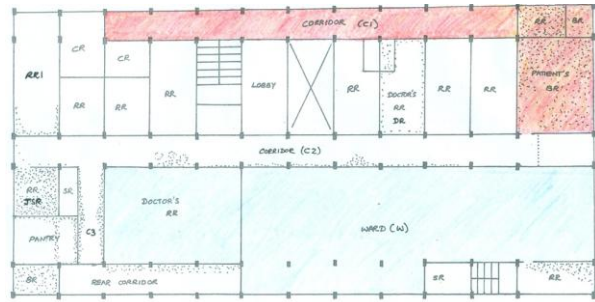 CORRIDOR (C1)
RR
BR
CR
CR
RR1
RR
RR
RR
LOBBY
RR
DOCTOR'S
RR
DR
RR
RR
PATIENT'S
BR
CORRIDOR (C2)
RR
JSR
SR
PANTRY
C3
DOCTOR'S
RR
WARD (W)
BR
REAR CORRIDOR
SR
RR